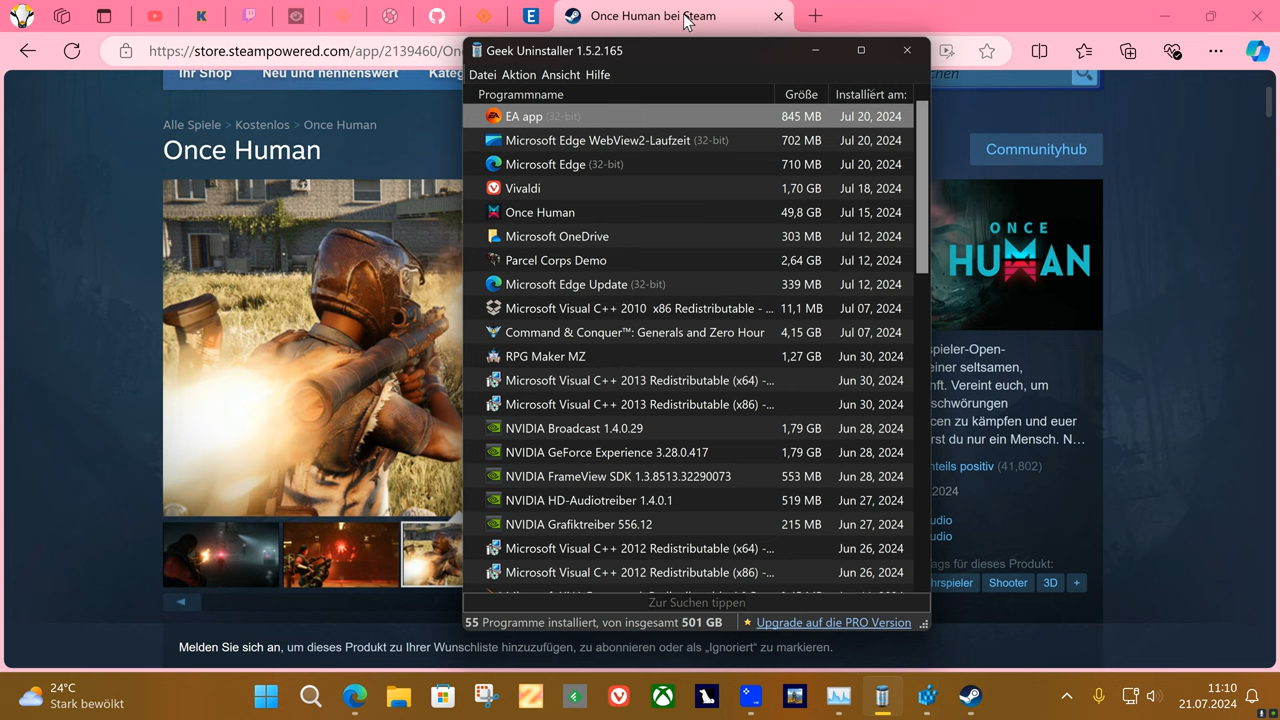 Once Human bei Steam
https://store.steampowered.com/app/2139460/On
Geek Uninstaller 1.5.2.165
Datei Aktion Ansicht Hilfe
Ihr Shop Neu und nennenswert Kateg
chen
Programmname Größe Installiert am:
EA app (32-bit) 845 MB Jul 20, 2024
Microsoft Edge WebView2-Laufzeit (32-bit) 702 MB Jul 20, 2024
Microsoft Edge (32-bit) 710 MB Jul 20, 2024
Vivaldi 1,70 GB Jul 18, 2024
Once Human 49,8 GB Jul 15, 2024
Microsoft OneDrive 303 MB Jul 12, 2024
Parcel Corps Demo 2,64 GB Jul 12, 2024
Microsoft Edge Update (32-bit) 339 MB Jul 12, 2024
Microsoft Visual C++ 2010 x86 Redistributable - ... 11,1 MB Jul 07, 2024
Command & Conquer™: Generals and Zero Hour 4,15 GB Jul 07, 2024
RPG Maker MZ 1,27 GB Jun 30, 2024
Microsoft Visual C++ 2013 Redistributable (x64) -... Jun 30, 2024
Microsoft Visual C++ 2013 Redistributable (x86) -... Jun 30, 2024
NVIDIA Broadcast 1.4.0.29 1,79 GB Jun 28, 2024
NVIDIA GeForce Experience 3.28.0.417 1,79 GB Jun 28, 2024
NVIDIA FrameView SDK 1.3.8513.32290073 553 MB Jun 28, 2024
NVIDIA HD-Audiotreiber 1.4.0.1 519 MB Jun 27, 2024
NVIDIA Grafiktreiber 556.12 215 MB Jun 27, 2024
Microsoft Visual C++ 2012 Redistributable (x64) -... Jun 26, 2024
Microsoft Visual C++ 2012 Redistributable (x86) -... Jun 26, 2024
Zur Suchen tippen
55 Programme installiert, von insgesamt 501 GB
Upgrade auf die PRO Version
Alle Spiele > Kostenlos > Once Human
Once Human
Communityhub
ONCE
HUMAN
spieler-Open-
einer seltsamen,
nft. Vereint euch, um
schwörungen
cen zu kämpfen und euer
rst du nur ein Mensch. N...
nteils positiv (41,802)
2024
udio
udio
ags für dieses Produkt:
hrspieler Shooter 3D +
Melden Sie sich an, um dieses Produkt zu Ihrer Wunschliste hinzuzufügen, zu abonnieren oder als „Ignoriert“ zu markieren.
24°C
Stark bewölkt
11:10
21.07.2024